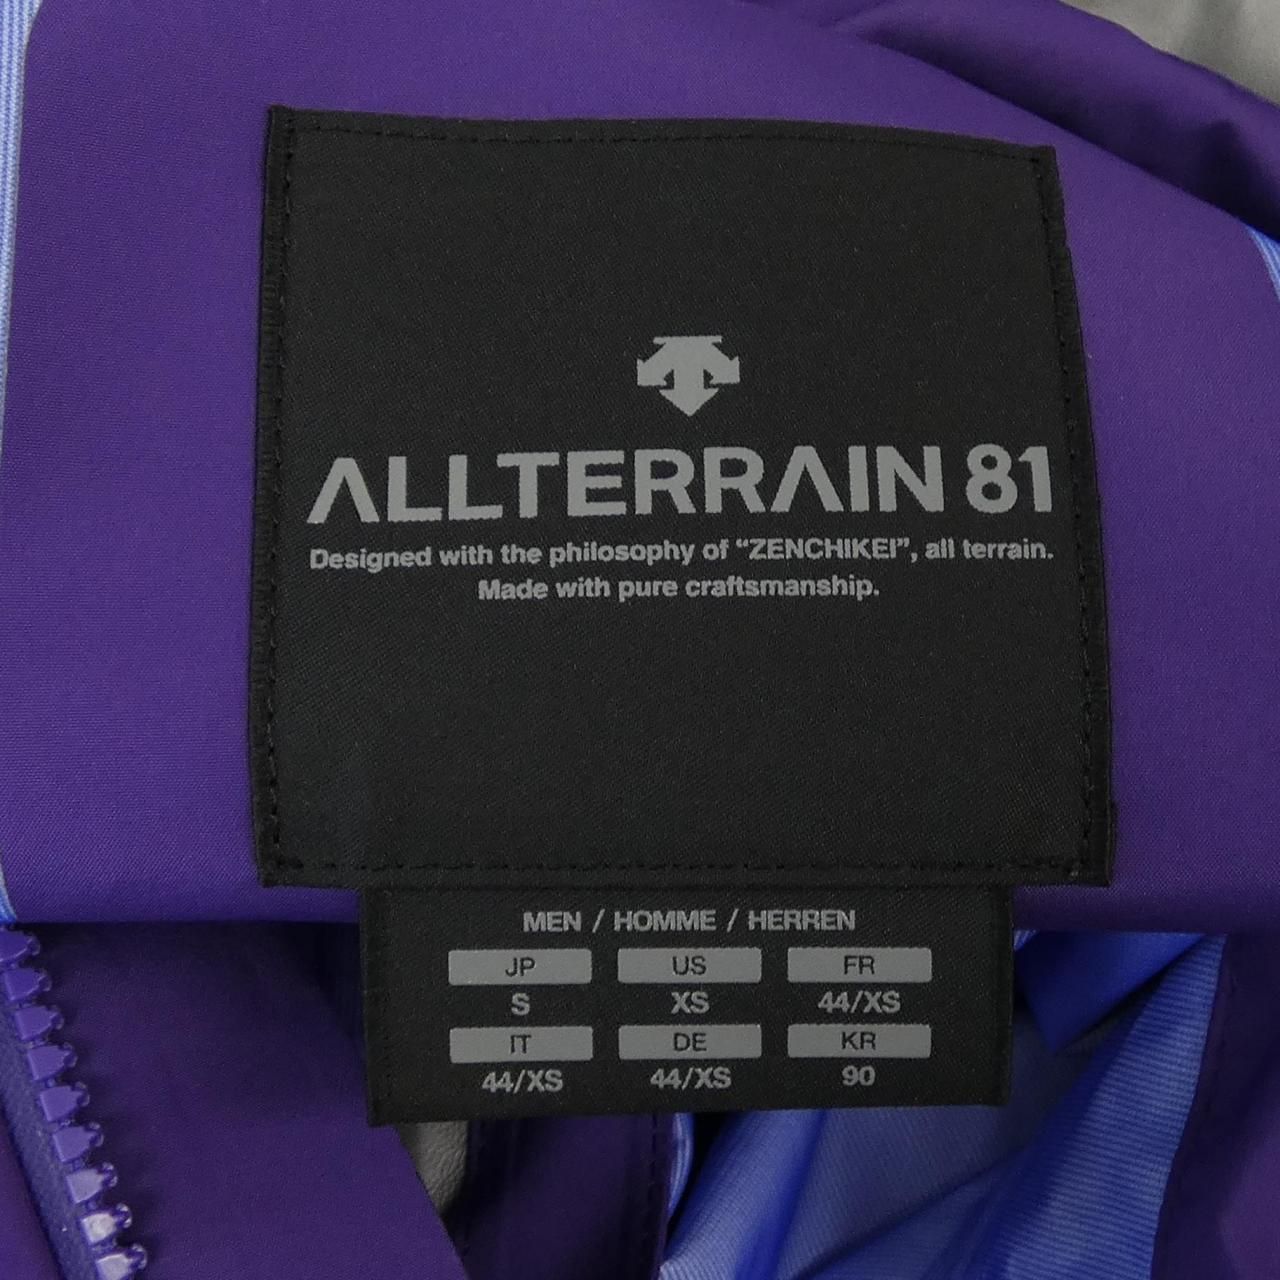 ALLTERRAIN 81
Designed with the philosophy of “ZENCHIKEI”, all terrain.
Made with pure craftsmanship.
MEN / HOMME / HERREN
JP US FR
S XS 44/XS
IT DE KR
44/XS 44/XS 90